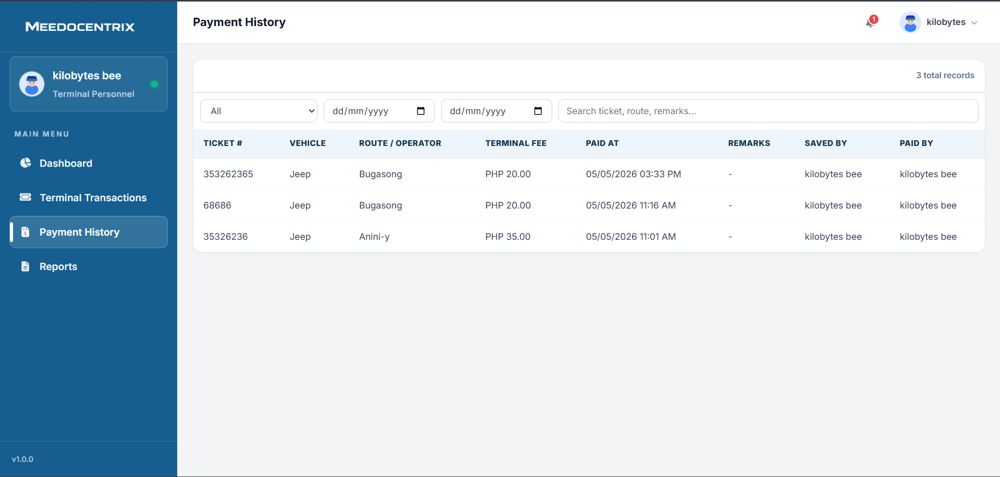 MEEDOCENTRIX
kilobytes bee
Terminal Personnel
MAIN MENU
Dashboard
Terminal Transactions
Payment History
Reports
v1.0.0
Payment History
1
kilobytes
3 total records
All
dd/mm/yyyy
dd/mm/yyyy
Search ticket, route, remarks...
TICKET # VEHICLE ROUTE / OPERATOR TERMINAL FEE PAID AT REMARKS SAVED BY PAID BY
353262365 Jeep Bugasong PHP 20.00 05/05/2026 03:33 PM - kilobytes bee kilobytes bee
68686 Jeep Bugasong PHP 20.00 05/05/2026 11:16 AM - kilobytes bee kilobytes bee
35326236 Jeep Anini-y PHP 35.00 05/05/2026 11:01 AM - kilobytes bee kilobytes bee